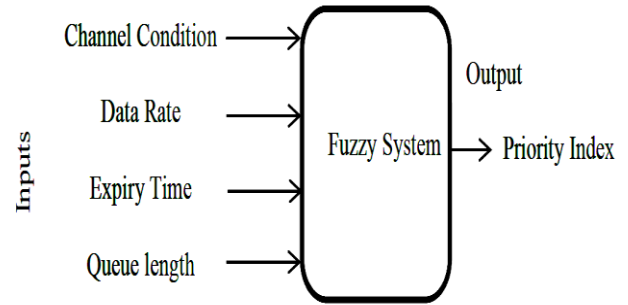 Inputs
Channel Condition
Data Rate
Expiry Time
Queue length
Fuzzy System
Output
Priority Index